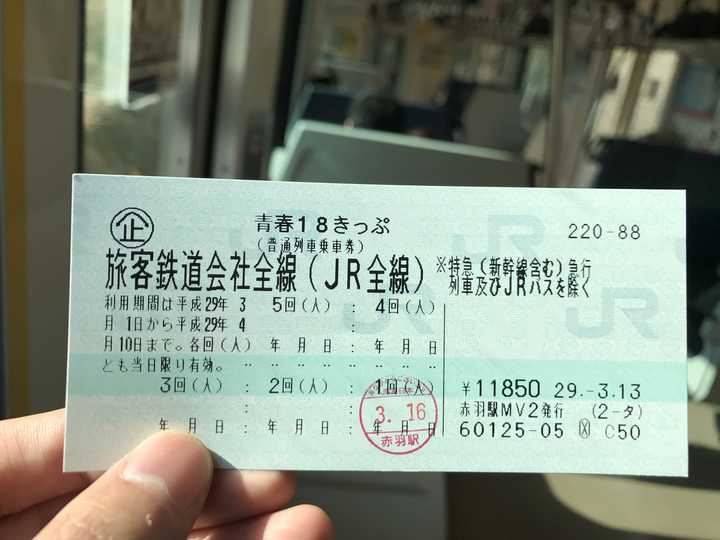 企
青春18きっぷ
220-88
(普通列車乗車券)
旅客鉄道会社全線(JR全線)
※特急(新幹線含む)急行
列車及びJRバスを除く
利用期間は平成29年 3 5回(人) : 4回(人)
月 1日から平成29年 4 : :
月10日まで。各回(人) 年 月 日 : 年 月 日
とも当日限り有効。
3回(人) : 2回(人) : 1回(人)
: :
年 月 日 : 年 月 日 : 年 月 日
3. 16
赤羽駅
¥11850 29.-3.13
赤羽駅MV2発行 (2-タ)
60125-05 X C50
JR
JR
JR